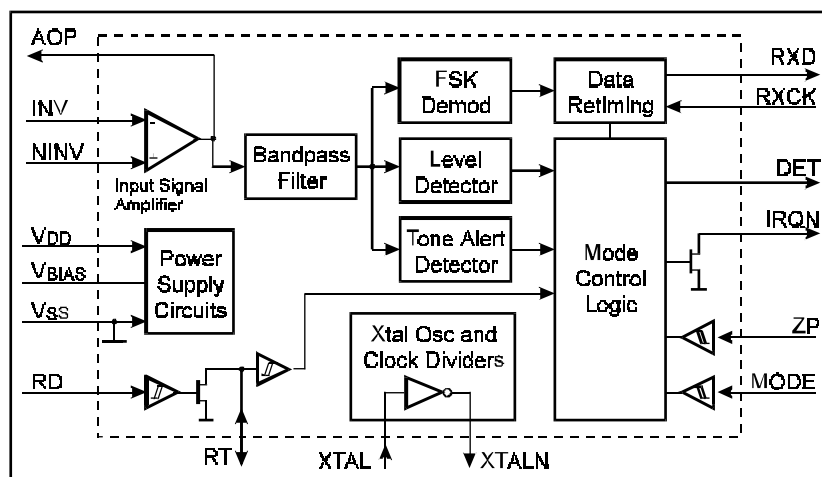 AOP
INV
NINV
Input Signal
Amplifier
Bandpass
Filter
FSK
Demod
Level
Detector
Tone Alert
Detector
Data
Retiming
Mode
Control
Logic
RXD
RXCK
DET
IRQN
ZP
MODE
VDD
VBIAS
VSS
Power
Supply
Circuits
RD
RT
Xtal Osc and
Clock Dividers
XTAL
XTALN